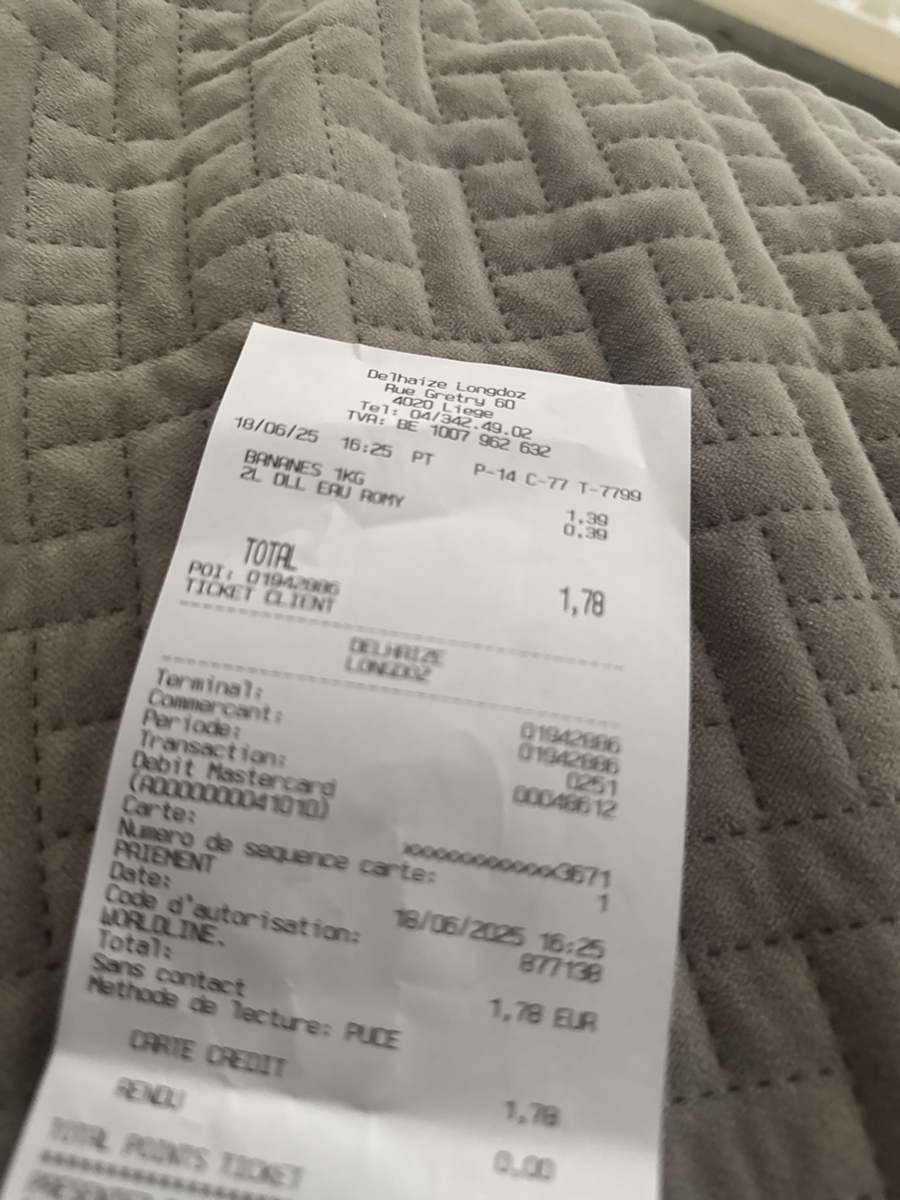 Delhaize Longdoz
Rue Gretry 60
4020 Liege
Tel: 04/342.49.02
TVA: BE 1007 962 632
18/06/25 16:25 PT P-14 C-77 T-7799
BANANES 1KG 1,39
2L DLL EAU ROMY 0,39
TOTAL 1,78
POI: 01942886
TICKET CLIENT
DELHAIZE
LONGDOZ
Terminal: 01942886
Commercant: 01942886
Periode: 0251
Transaction: 00048612
Debit Mastercard
(A0000000041010)
Carte: xxxxxxxxxxxx3671
Numero de sequence carte: 1
PAIEMENT
Date: 18/06/2025 16:25
Code d'autorisation: 877138
WORLDLINE.
Total: 1,78 EUR
Sans contact
Methode de lecture: PUCE
CARTE CREDIT 1,78
RENDU 0,00
TOTAL POINTS TICKET